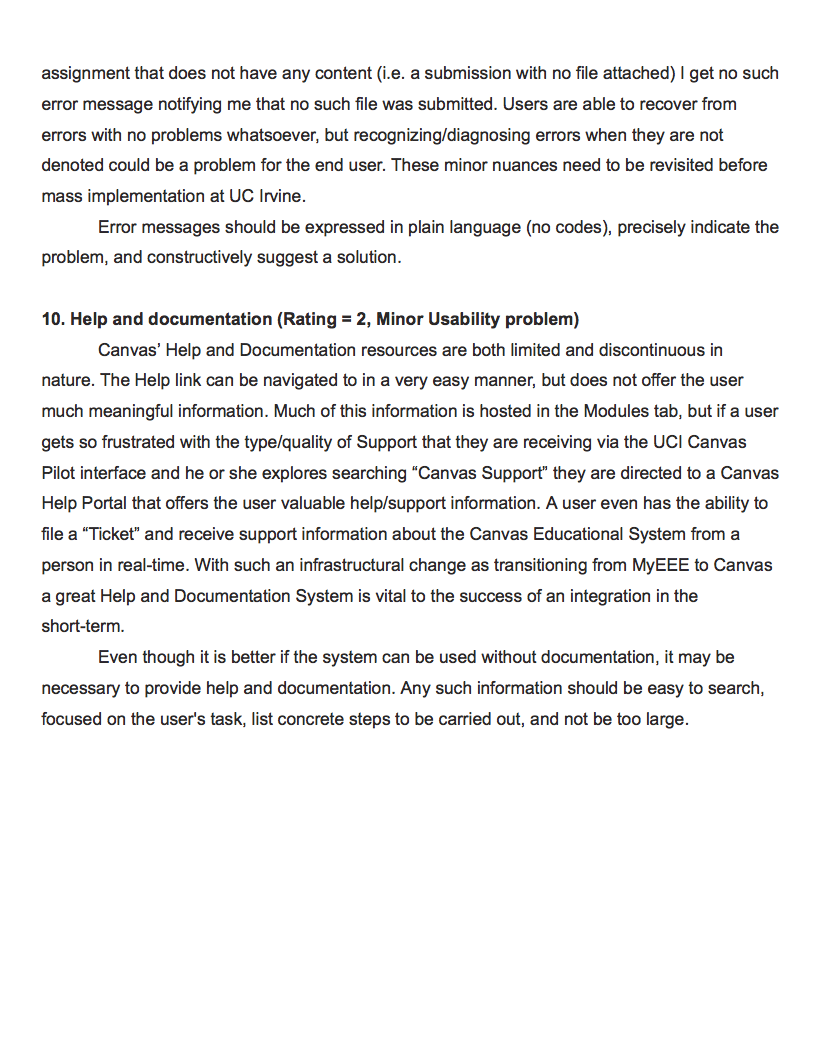 assignment that does not have any content (i.e. a submission with no file attached) I get no such
error message notifying me that no such file was submitted. Users are able to recover from
errors with no problems whatsoever, but recognizing/diagnosing errors when they are not
denoted could be a problem for the end user. These minor nuances need to be revisited before
mass implementation at UC Irvine.
Error messages should be expressed in plain language (no codes), precisely indicate the
problem, and constructively suggest a solution.
10. Help and documentation (Rating = 2, Minor Usability problem)
Canvas’ Help and Documentation resources are both limited and discontinuous in
nature. The Help link can be navigated to in a very easy manner, but does not offer the user
much meaningful information. Much of this information is hosted in the Modules tab, but if a user
gets so frustrated with the type/quality of Support that they are receiving via the UCI Canvas
Pilot interface and he or she explores searching “Canvas Support” they are directed to a Canvas
Help Portal that offers the user valuable help/support information. A user even has the ability to
file a “Ticket” and receive support information about the Canvas Educational System from a
person in real-time. With such an infrastructural change as transitioning from MyEEE to Canvas
a great Help and Documentation System is vital to the success of an integration in the
short-term.
Even though it is better if the system can be used without documentation, it may be
necessary to provide help and documentation. Any such information should be easy to search,
focused on the user's task, list concrete steps to be carried out, and not be too large.